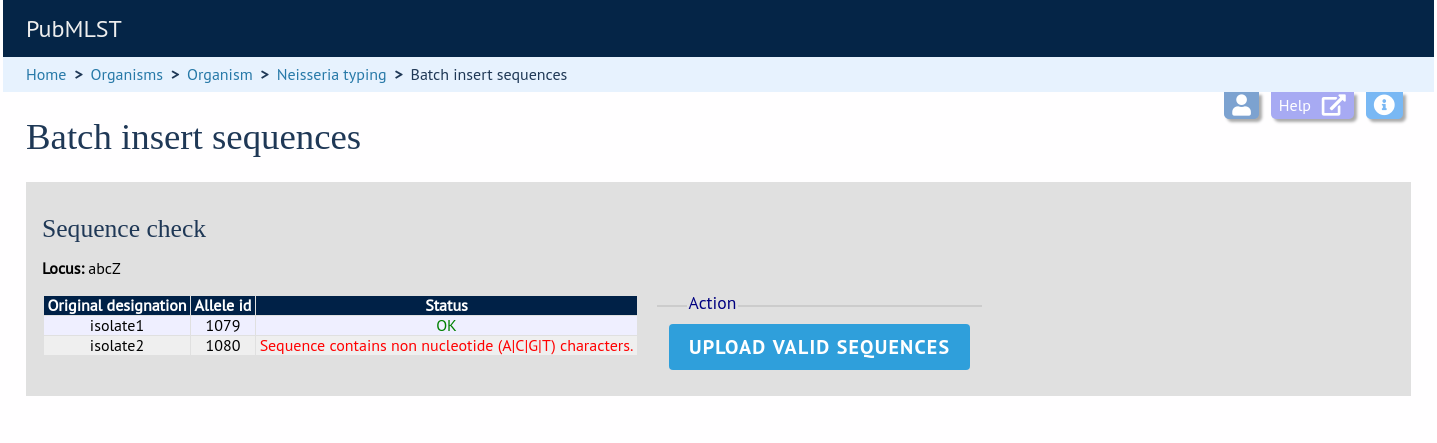 PubMLST
Home > Organisms > Organism > Neisseria typing > Batch insert sequences
Help
Batch insert sequences
Sequence check
Locus: abcZ
Original designation Allele id Status
isolate1 1079 OK
isolate2 1080 Sequence contains non nucleotide (A|C|G|T) characters.
Action
UPLOAD VALID SEQUENCES